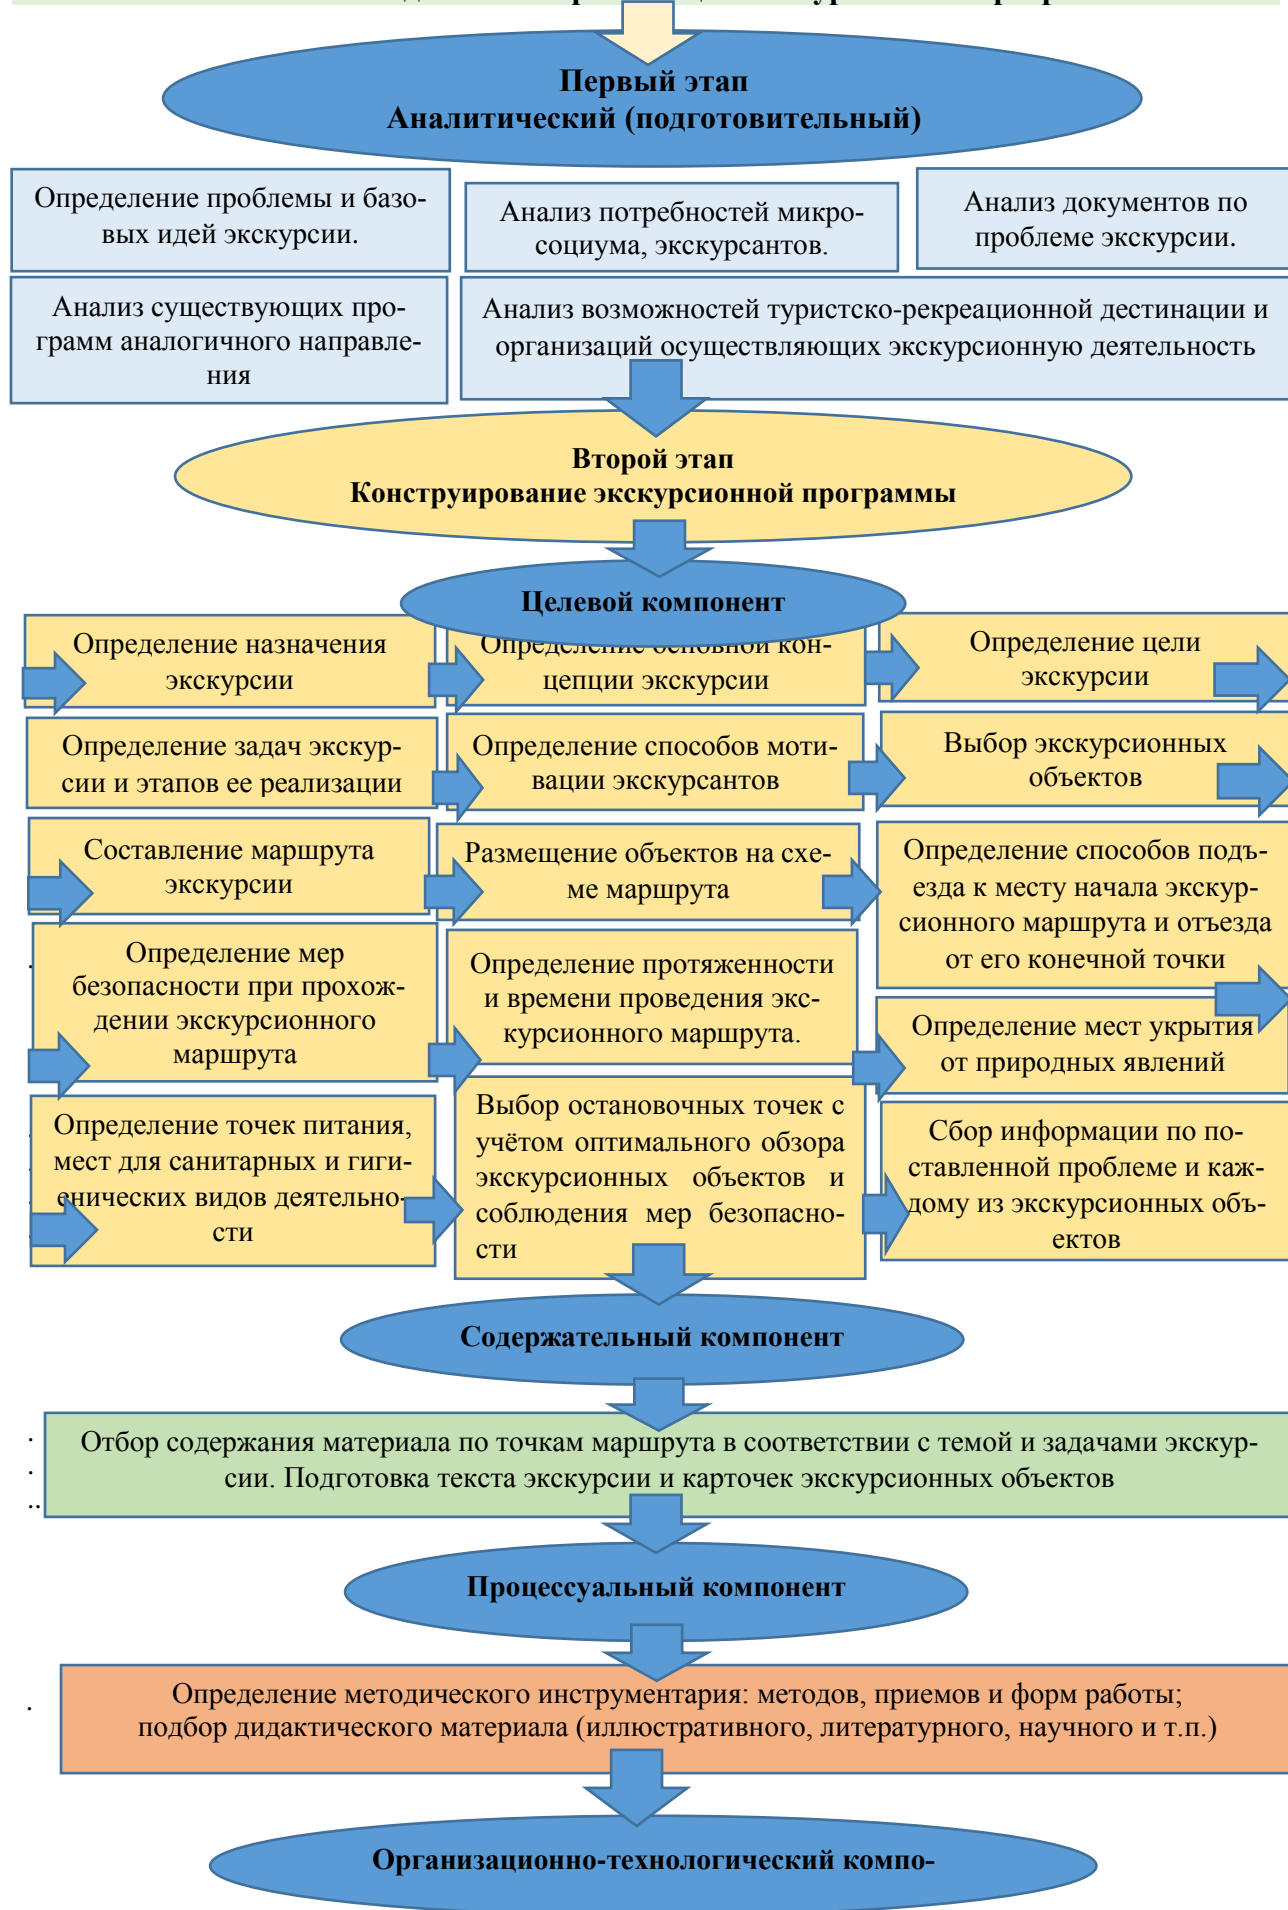 Первый этап
Аналитический (подготовительный)
Определение проблемы и базо-
вых идей экскурсии.
Анализ потребностей микро-
социума, экскурсантов.
Анализ документов по
проблеме экскурсии.
Анализ существующих про-
грамм аналогичного направле-
ния
Анализ возможностей туристско-рекреационной дестинации и
организаций осуществляющих экскурсионную деятельность
Второй этап
Конструирование экскурсионной программы
Целевой компонент
Определение назначения
экскурсии
Определение основной кон-
цепции экскурсии
Определение цели
экскурсии
Определение задач экскур-
сии и этапов ее реализации
Определение способов моти-
вации экскурсантов
Выбор экскурсионных
объектов
Составление маршрута
экскурсии
Размещение объектов на схе-
ме маршрута
Определение способов подъ-
езда к месту начала экскур-
сионного маршрута и отъезда
от его конечной точки
Определение мер
безопасности при прохож-
дении экскурсионного
маршрута
Определение протяженности
и времени проведения экс-
курсионного маршрута.
Определение мест укрытия
от природных явлений
Определение точек питания,
мест для санитарных и гиги-
енических видов деятельно-
сти
Выбор остановочных точек с
учётом оптимального обзора
экскурсионных объектов и
соблюдения мер безопасно-
сти
Сбор информации по по-
ставленной проблеме и каж-
дому из экскурсионных объ-
ектов
Содержательный компонент
Отбор содержания материала по точкам маршрута в соответствии с темой и задачами экскур-
сии. Подготовка текста экскурсии и карточек экскурсионных объектов
Процессуальный компонент
Определение методического инструментария: методов, приемов и форм работы;
подбор дидактического материала (иллюстративного, литературного, научного и т.п.)
Организационно-технологический компо-